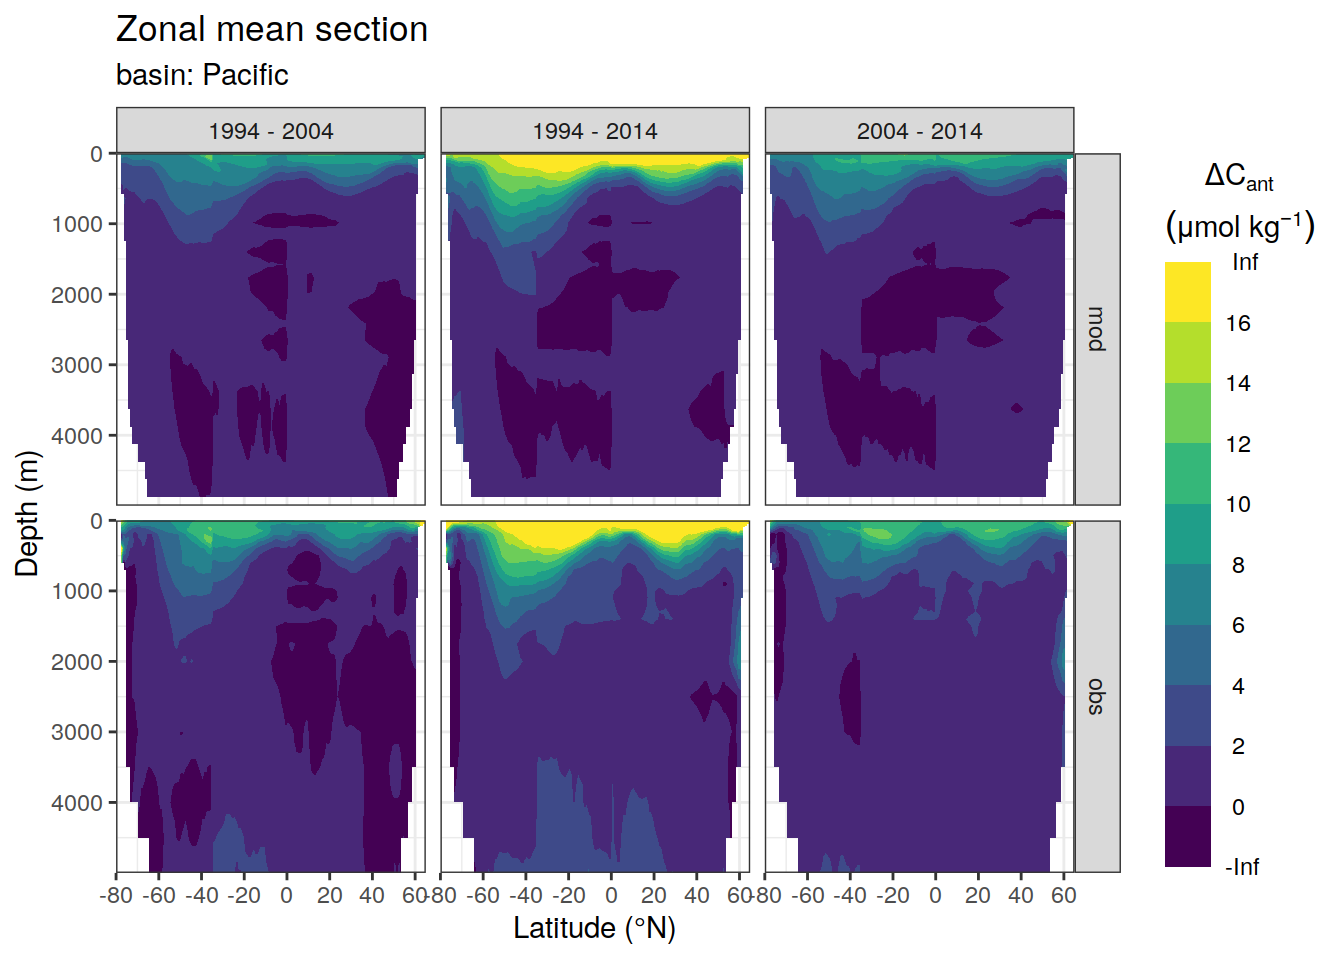 Zonal mean section
basin: Pacific
1994 - 2004
1994 - 2014
2004 - 2014
0
1000
2000
3000
4000
mod
0
1000
2000
3000
4000
obs
Depth (m)
-80 -60 -40 -20 0 20 40 60
-80 -60 -40 -20 0 20 40 60
-80 -60 -40 -20 0 20 40 60
Latitude (°N)
ΔCant
(μmol kg⁻¹)
Inf
16
14
12
10
8
6
4
2
0
-Inf